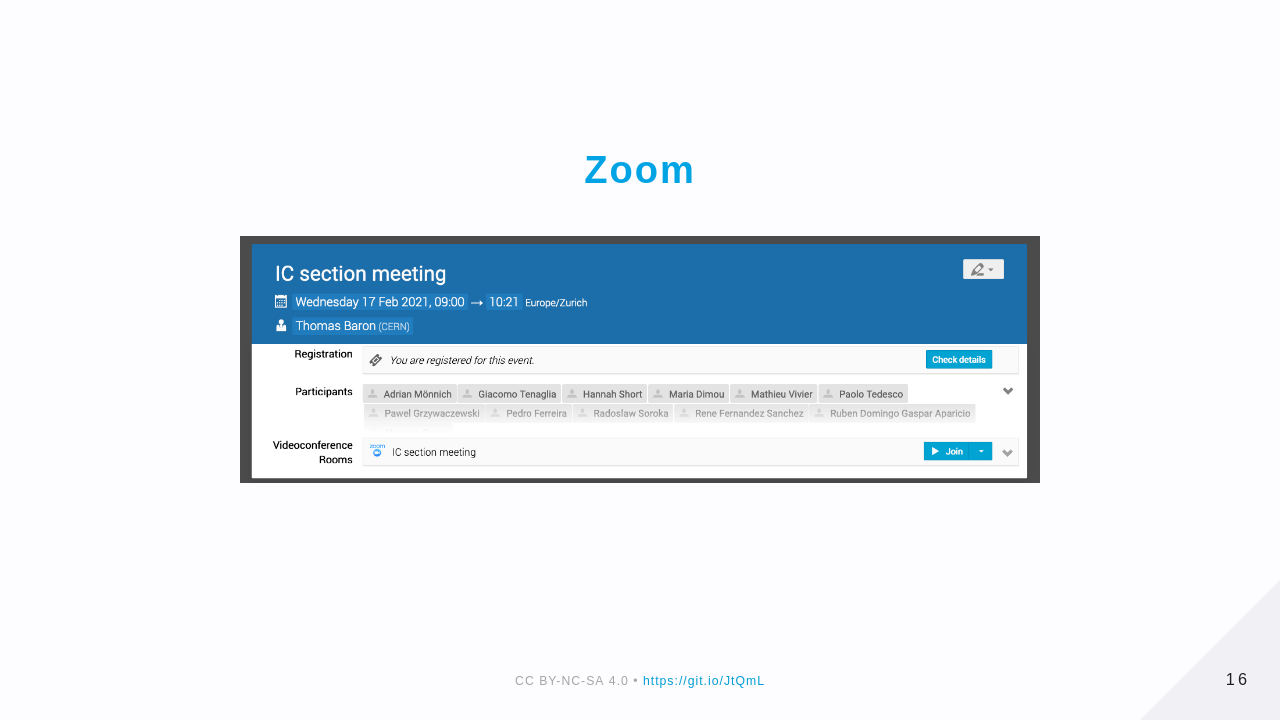 Zoom
IC section meeting
Wednesday 17 Feb 2021, 09:00 → 10:21 Europe/Zurich
Thomas Baron (CERN)
Registration
You are registered for this event.
Check details
Participants
Adrian Mönnich Giacomo Tenaglia Hannah Short Maria Dimou Mathieu Vivier Paolo Tedesco
Pawel Grzywaczewski Pedro Ferreira Radoslaw Soroka Rene Fernandez Sanchez Ruben Domingo Gaspar Aparicio
Videoconference
Rooms
zoom
IC section meeting
Join
CC BY-NC-SA 4.0 • https://git.io/JtQmL
16